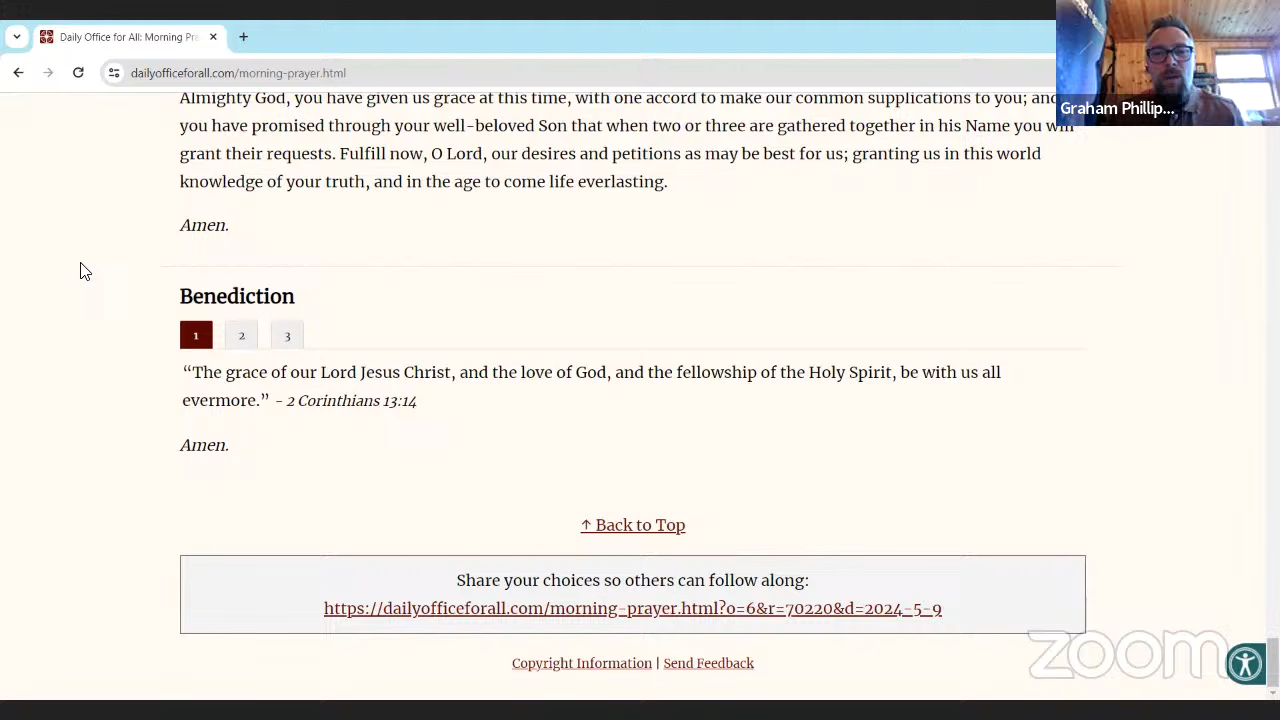 Daily Office for All: Morning Pra
dailyofficeforall.com/morning-prayer.html
Graham Phillip...
Almighty God, you have given us grace at this time, with one accord to make our common supplications to you; and
you have promised through your well-beloved Son that when two or three are gathered together in his Name you will
grant their requests. Fulfill now, O Lord, our desires and petitions as may be best for us; granting us in this world
knowledge of your truth, and in the age to come life everlasting.
Amen.
Benediction
1 2 3
“The grace of our Lord Jesus Christ, and the love of God, and the fellowship of the Holy Spirit, be with us all
evermore.” - 2 Corinthians 13:14
Amen.
↑ Back to Top
Share your choices so others can follow along:
https://dailyofficeforall.com/morning-prayer.html?o=6&r=70220&d=2024-5-9
Copyright Information | Send Feedback
zoom